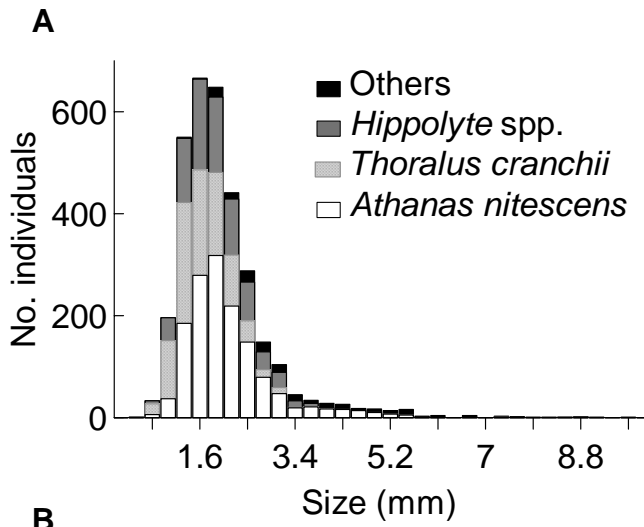 A
Others
Hippolyte spp.
Thoralus cranchii
Athanas nitescens
No. individuals
600
400
200
0
1.6 3.4 5.2 7 8.8
Size (mm)
B